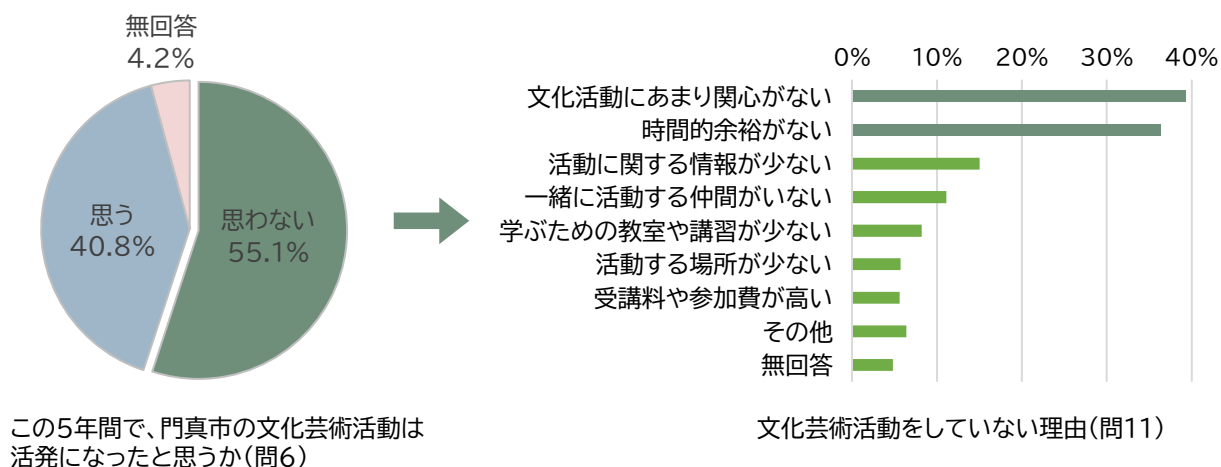 無回答
4.2%
思う
40.8%
思わない
55.1%
この5年間で、門真市の文化芸術活動は
活発になったと思うか(問6)
0% 10% 20% 30% 40%
文化活動にあまり関心がない
時間的余裕がない
活動に関する情報が少ない
一緒に活動する仲間がいない
学ぶための教室や講習が少ない
活動する場所が少ない
受講料や参加費が高い
その他
無回答
文化芸術活動をしていない理由(問11)